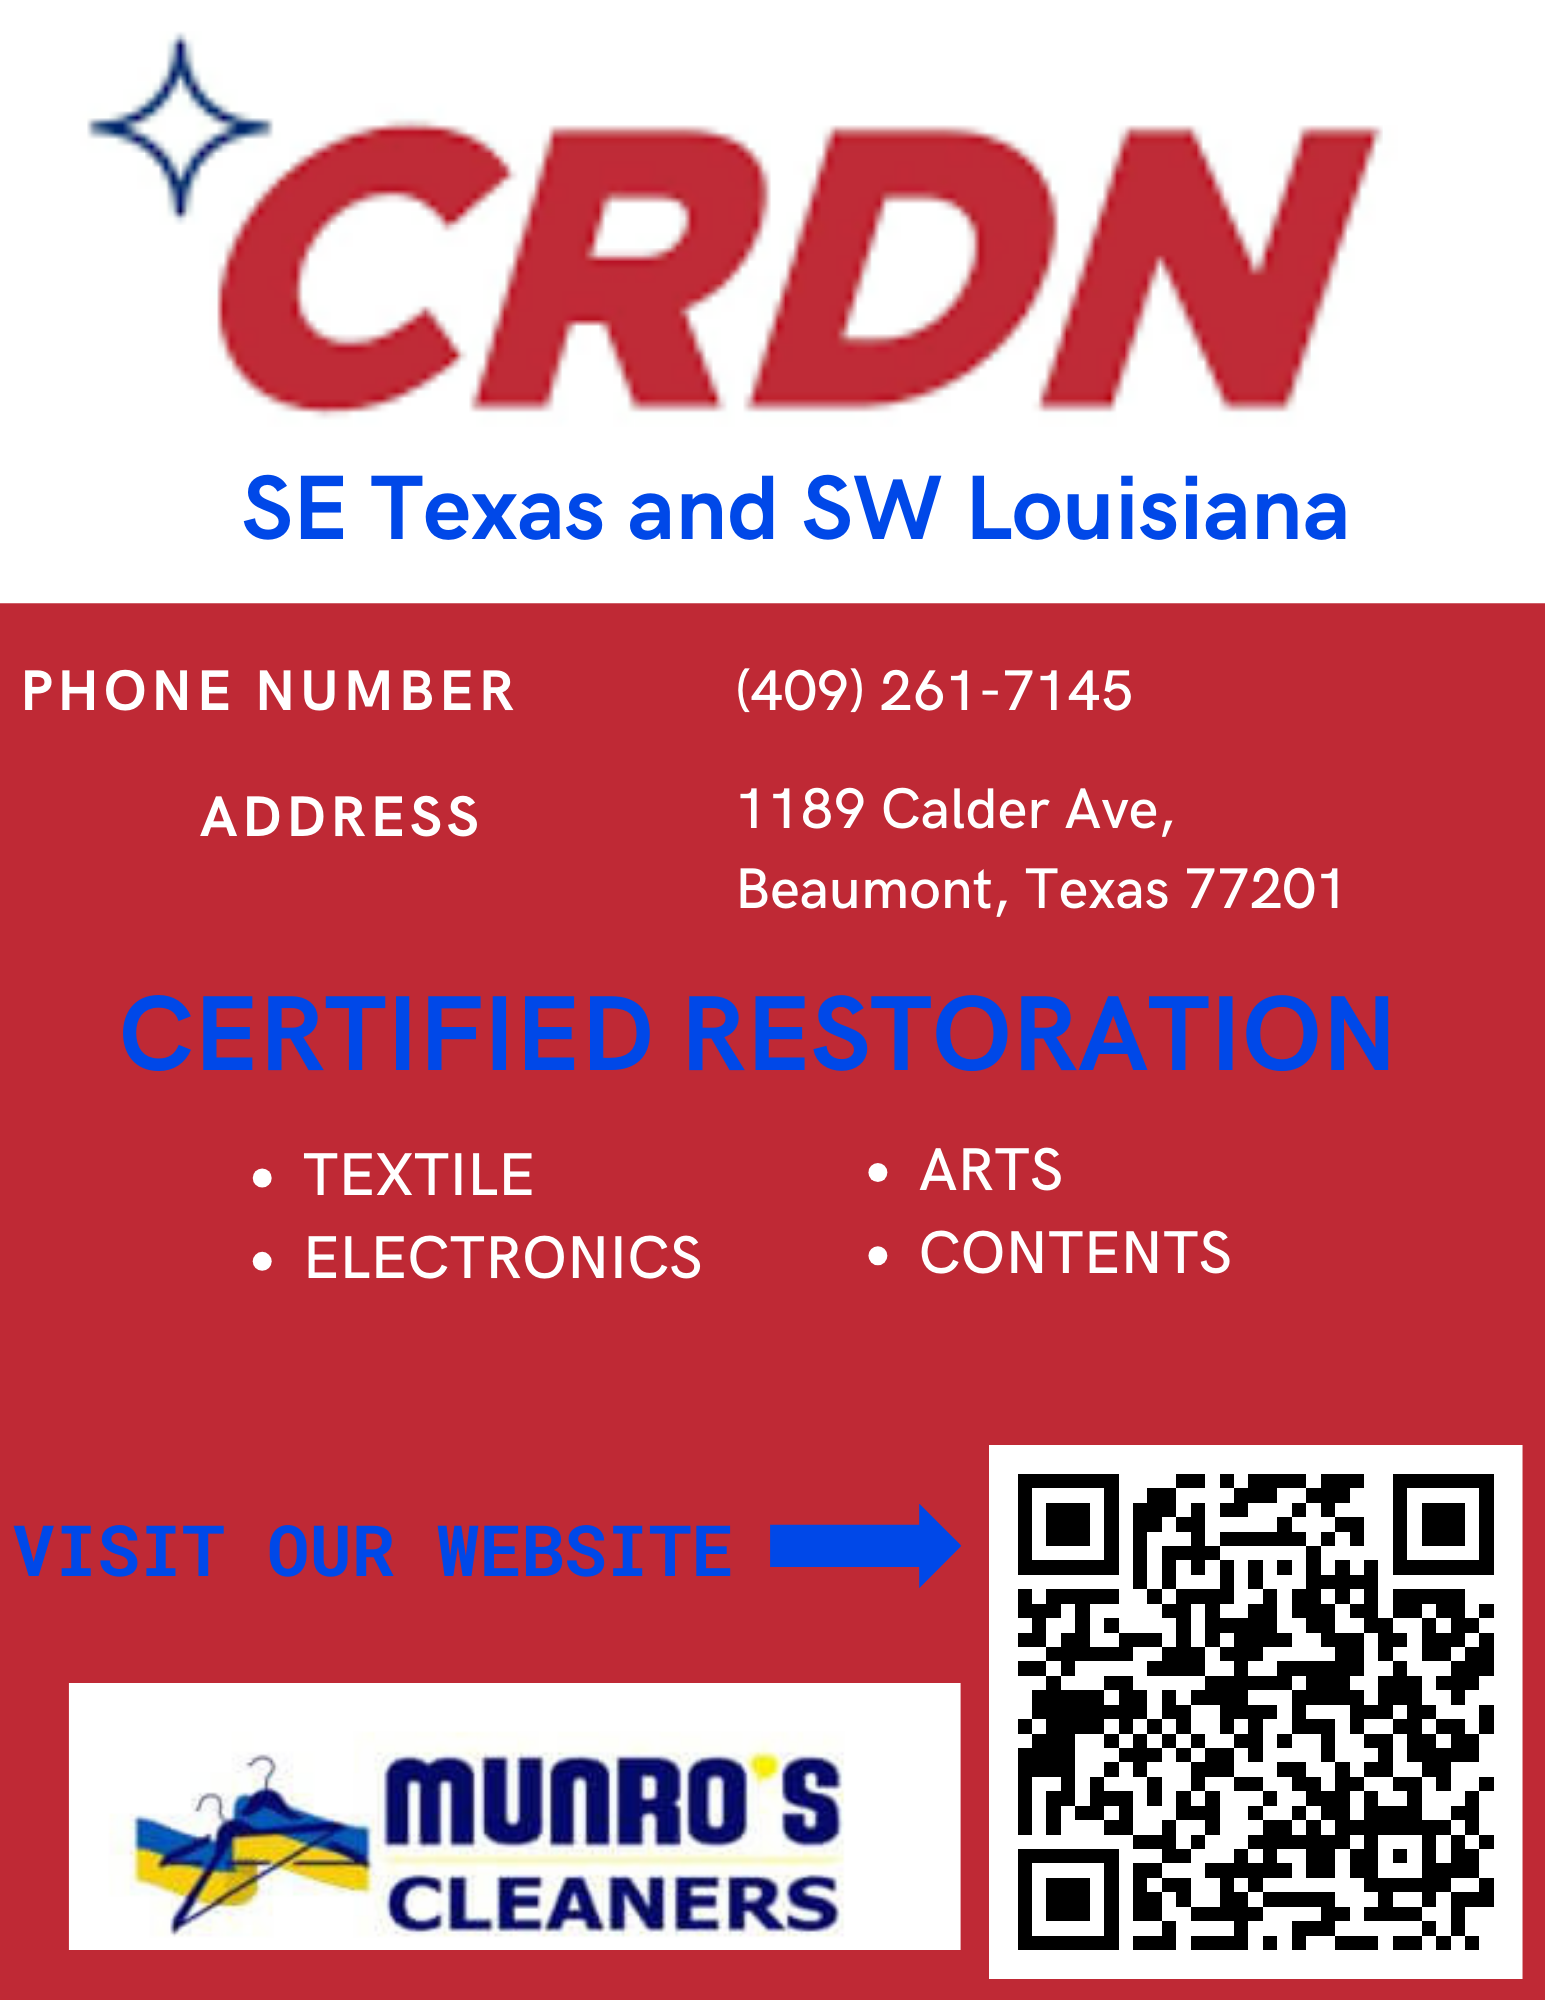 CRDN
SE Texas and SW Louisiana
PHONE NUMBER
(409) 261-7145
ADDRESS
1189 Calder Ave,
Beaumont, Texas 77201
CERTIFIED RESTORATION
• TEXTILE
• ELECTRONICS
• ARTS
• CONTENTS
VISIT OUR WEBSITE
MUNRO'S
CLEANERS